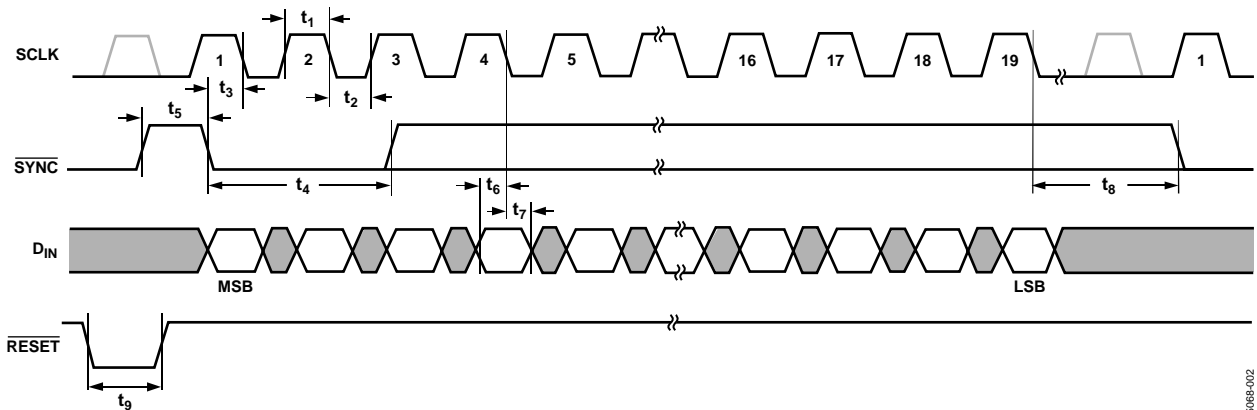 t1
SCLK
1
2
3
4
5
16
17
18
19
1
t3
t2
t5
SYNC
t4
t6
t8
t7
DIN
MSB
LSB
RESET
t9